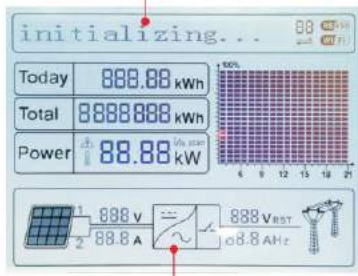 initializing...
88
Today 888.88 kWh
Total 8888888 kWh
Power 88.88 kW
100%
6 9 12 15 18 21
1 888 V
2 88.8 A
888 VRST
88.8 AHz